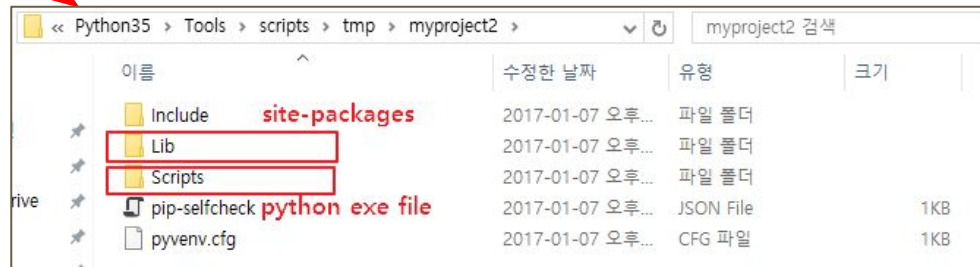 « Python35 > Tools > scripts > tmp > myproject2 > myproject2 검색
이름 수정한 날짜 유형 크기
Include site-packages 2017-01-07 오후... 파일 폴더
Lib 2017-01-07 오후... 파일 폴더
Scripts 2017-01-07 오후... 파일 폴더
rive pip-selfcheck python exe file 2017-01-07 오후... JSON File 1KB
pyvenv.cfg 2017-01-07 오후... CFG 파일 1KB